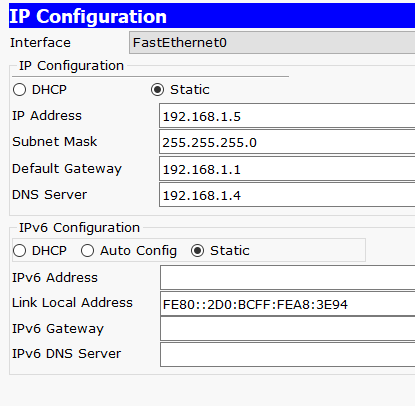 IP Configuration
Interface FastEthernet0
IP Configuration
DHCP Static
IP Address 192.168.1.5
Subnet Mask 255.255.255.0
Default Gateway 192.168.1.1
DNS Server 192.168.1.4
IPv6 Configuration
DHCP Auto Config Static
IPv6 Address
Link Local Address FE80::2D0:BCFF:FEA8:3E94
IPv6 Gateway
IPv6 DNS Server